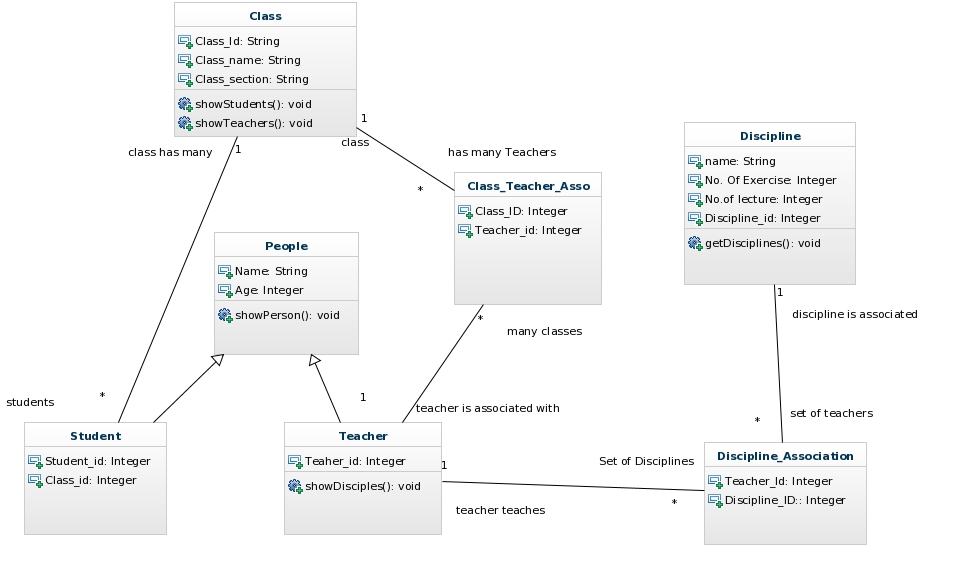 Class
Class_Id: String
Class_name: String
Class_section: String
showStudents(): void
showTeachers(): void
class has many
1
1
class
has many Teachers
*
Class_Teacher_Asso
Class_ID: Integer
Teacher_id: Integer
Discipline
name: String
No. Of Exercise: Integer
No.of lecture: Integer
Discipline_id: Integer
getDisciplines(): void
People
Name: String
Age: Integer
showPerson(): void
*
many classes
1
discipline is associated
students
*
1
teacher is associated with
*
set of teachers
Student
Student_id: Integer
Class_id: Integer
Teacher
Teaher_id: Integer
showDisciples(): void
1
teacher teaches
Set of Disciplines
*
Discipline_Association
Teacher_Id: Integer
Discipline_ID:: Integer